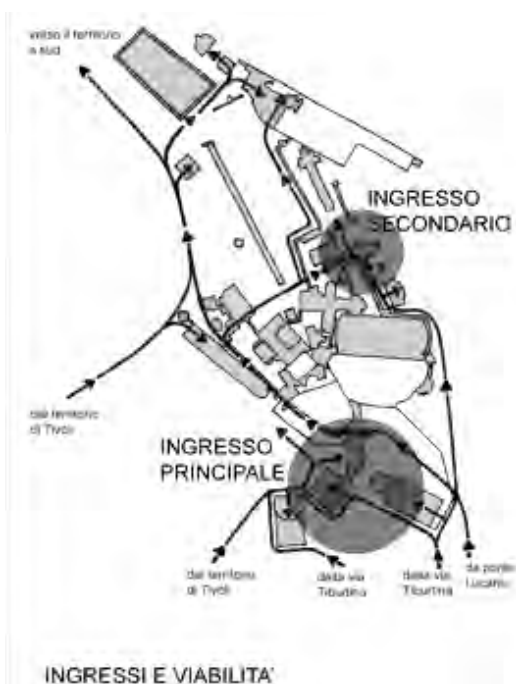 verso il territorio
a sud
INGRESSO
SECONDARIO
dal territorio
di Tivoli
INGRESSO
PRINCIPALE
dal territorio
di Tivoli
dalla via
Tiburtina
dalla via
Tiburtina
da ponte
Lucano
INGRESSI E VIABILITA'